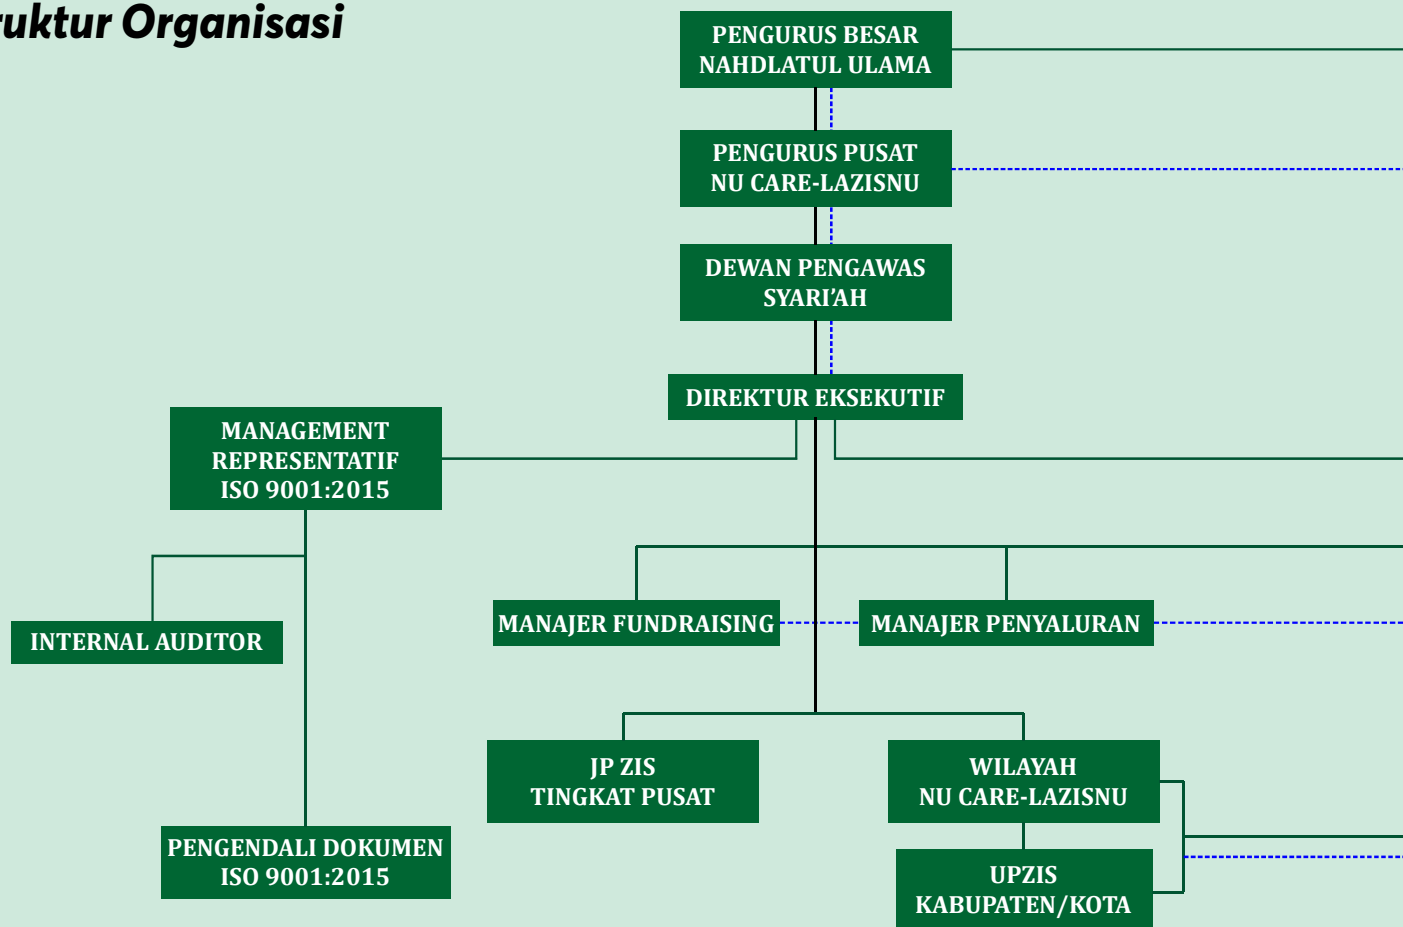 ruktur Organisasi
PENGURUS BESAR
NAHDLATUL ULAMA
PENGURUS PUSAT
NU CARE-LAZISNU
DEWAN PENGAWAS
SYARI’AH
DIREKTUR EKSEKUTIF
MANAGEMENT
REPRESENTATIF
ISO 9001:2015
INTERNAL AUDITOR
MANAJER FUNDRAISING
MANAJER PENYALURAN
JP ZIS
TINGKAT PUSAT
WILAYAH
NU CARE-LAZISNU
PENGENDALI DOKUMEN
ISO 9001:2015
UPZIS
KABUPATEN/KOTA